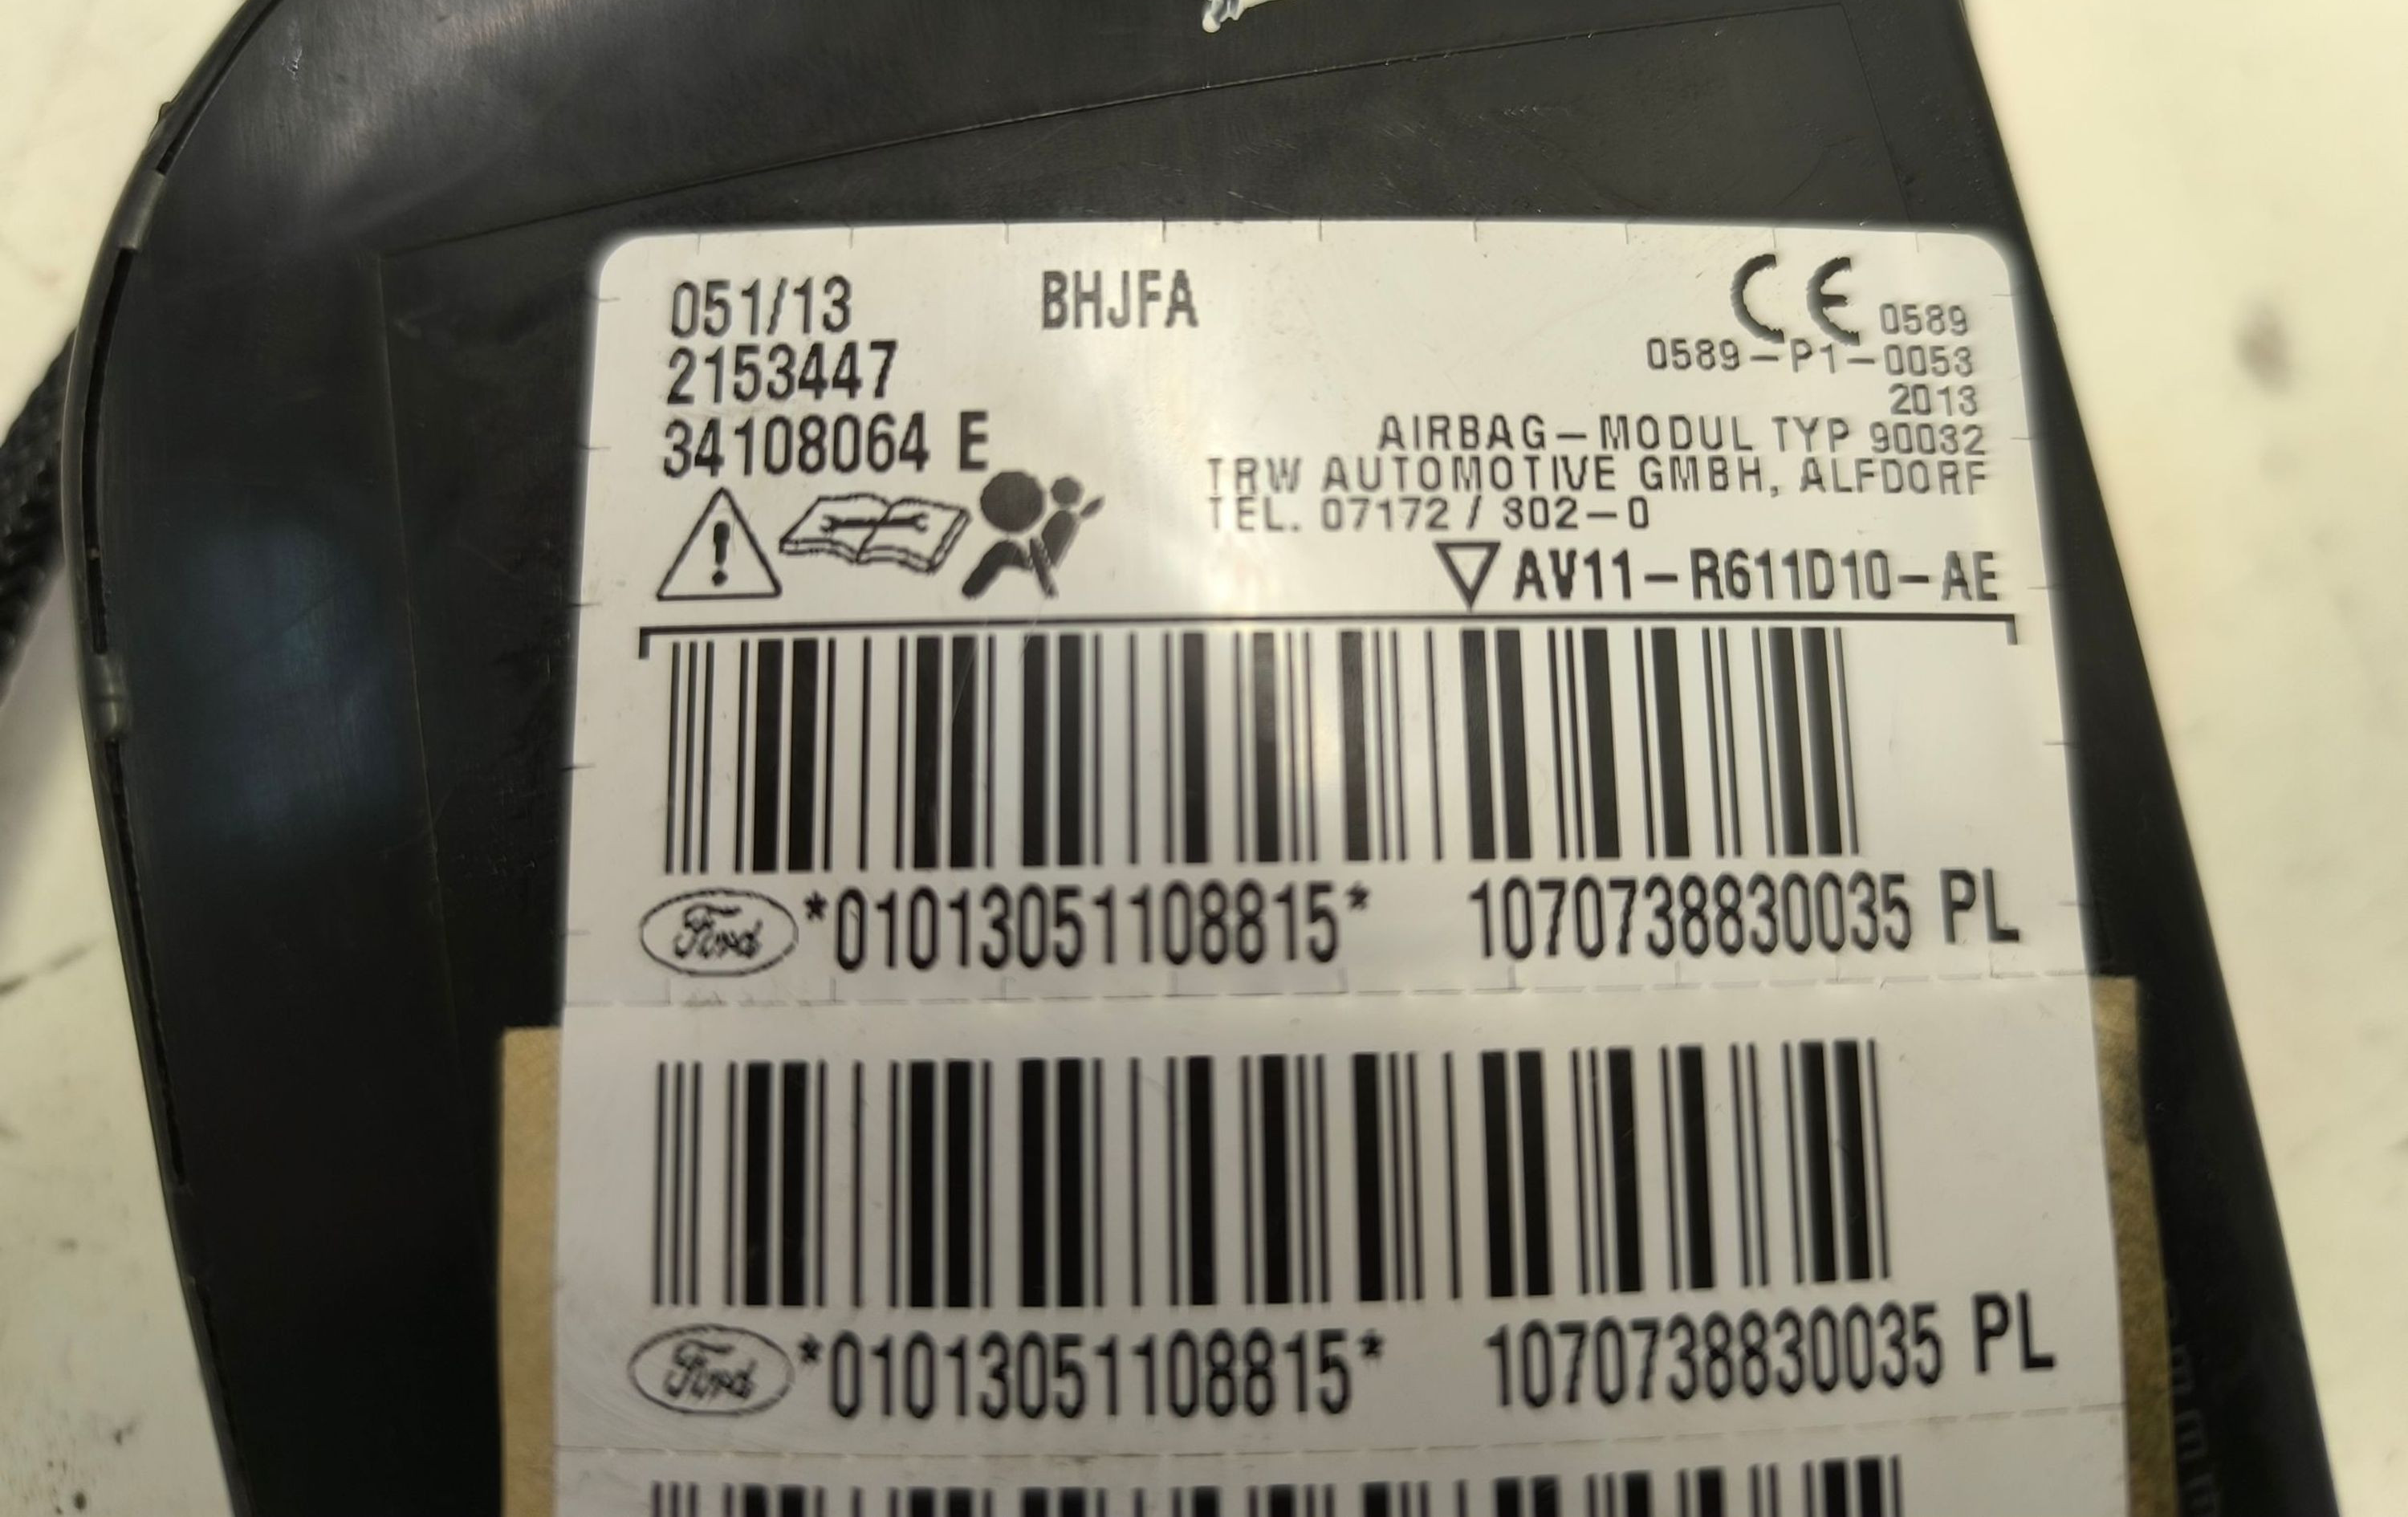 051/13 BHJFA CE 0589
2153447 0589-P1-0053
2013
34108064 E AIRBAG-MODUL TYP 90032
TRW AUTOMOTIVE GMBH, ALFDORF
TEL. 07172 / 302-0
AV11-R611D10-AE
Ford *01013051108815* 1070738830035 PL
Ford *01013051108815* 1070738830035 PL